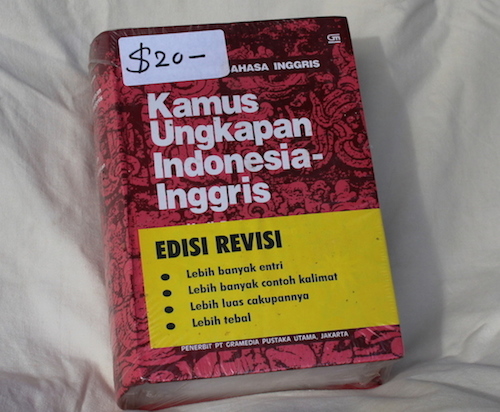 $20-
GM
AHASA INGGRIS
Kamus
Ungkapan
Indonesia-
Inggris
EDISI REVISI
• Lebih banyak entri
• Lebih banyak contoh kalimat
• Lebih luas cakupannya
• Lebih tebal
PENERBIT PT GRAMEDIA PUSTAKA UTAMA, JAKARTA